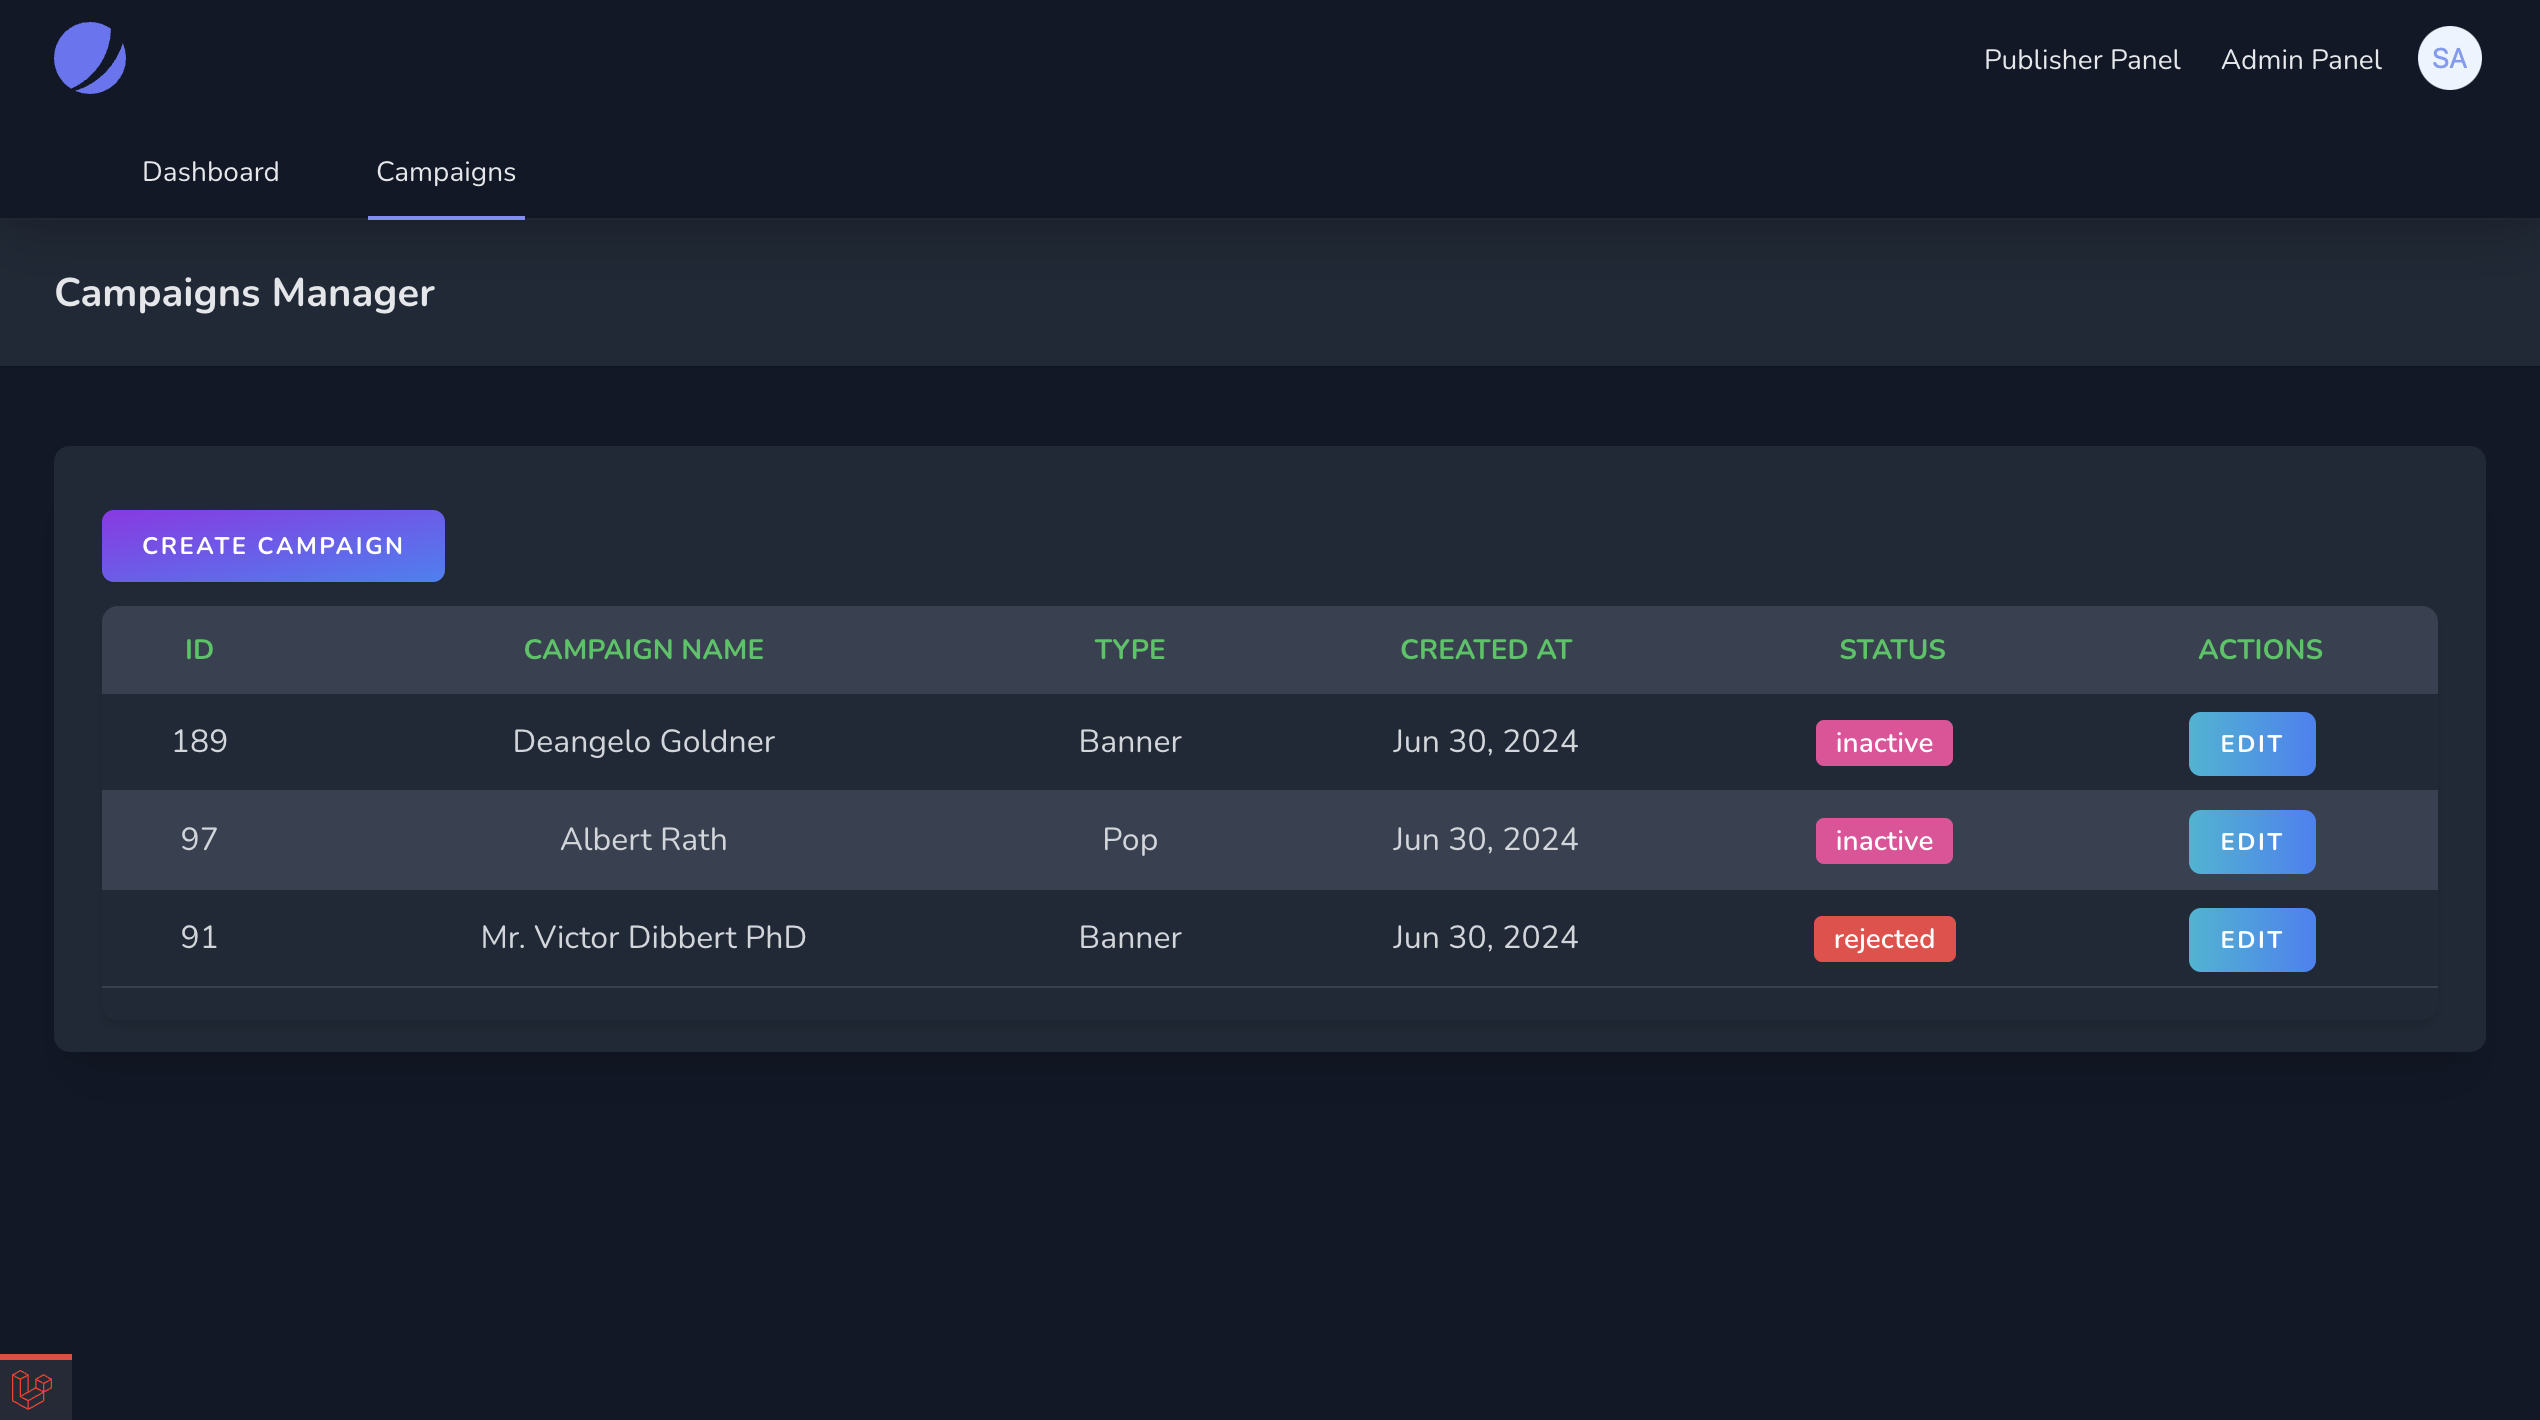 Publisher Panel Admin Panel SA
Dashboard Campaigns
Campaigns Manager
CREATE CAMPAIGN
ID CAMPAIGN NAME TYPE CREATED AT STATUS ACTIONS
189 Deangelo Goldner Banner Jun 30, 2024 inactive EDIT
97 Albert Rath Pop Jun 30, 2024 inactive EDIT
91 Mr. Victor Dibbert PhD Banner Jun 30, 2024 rejected EDIT